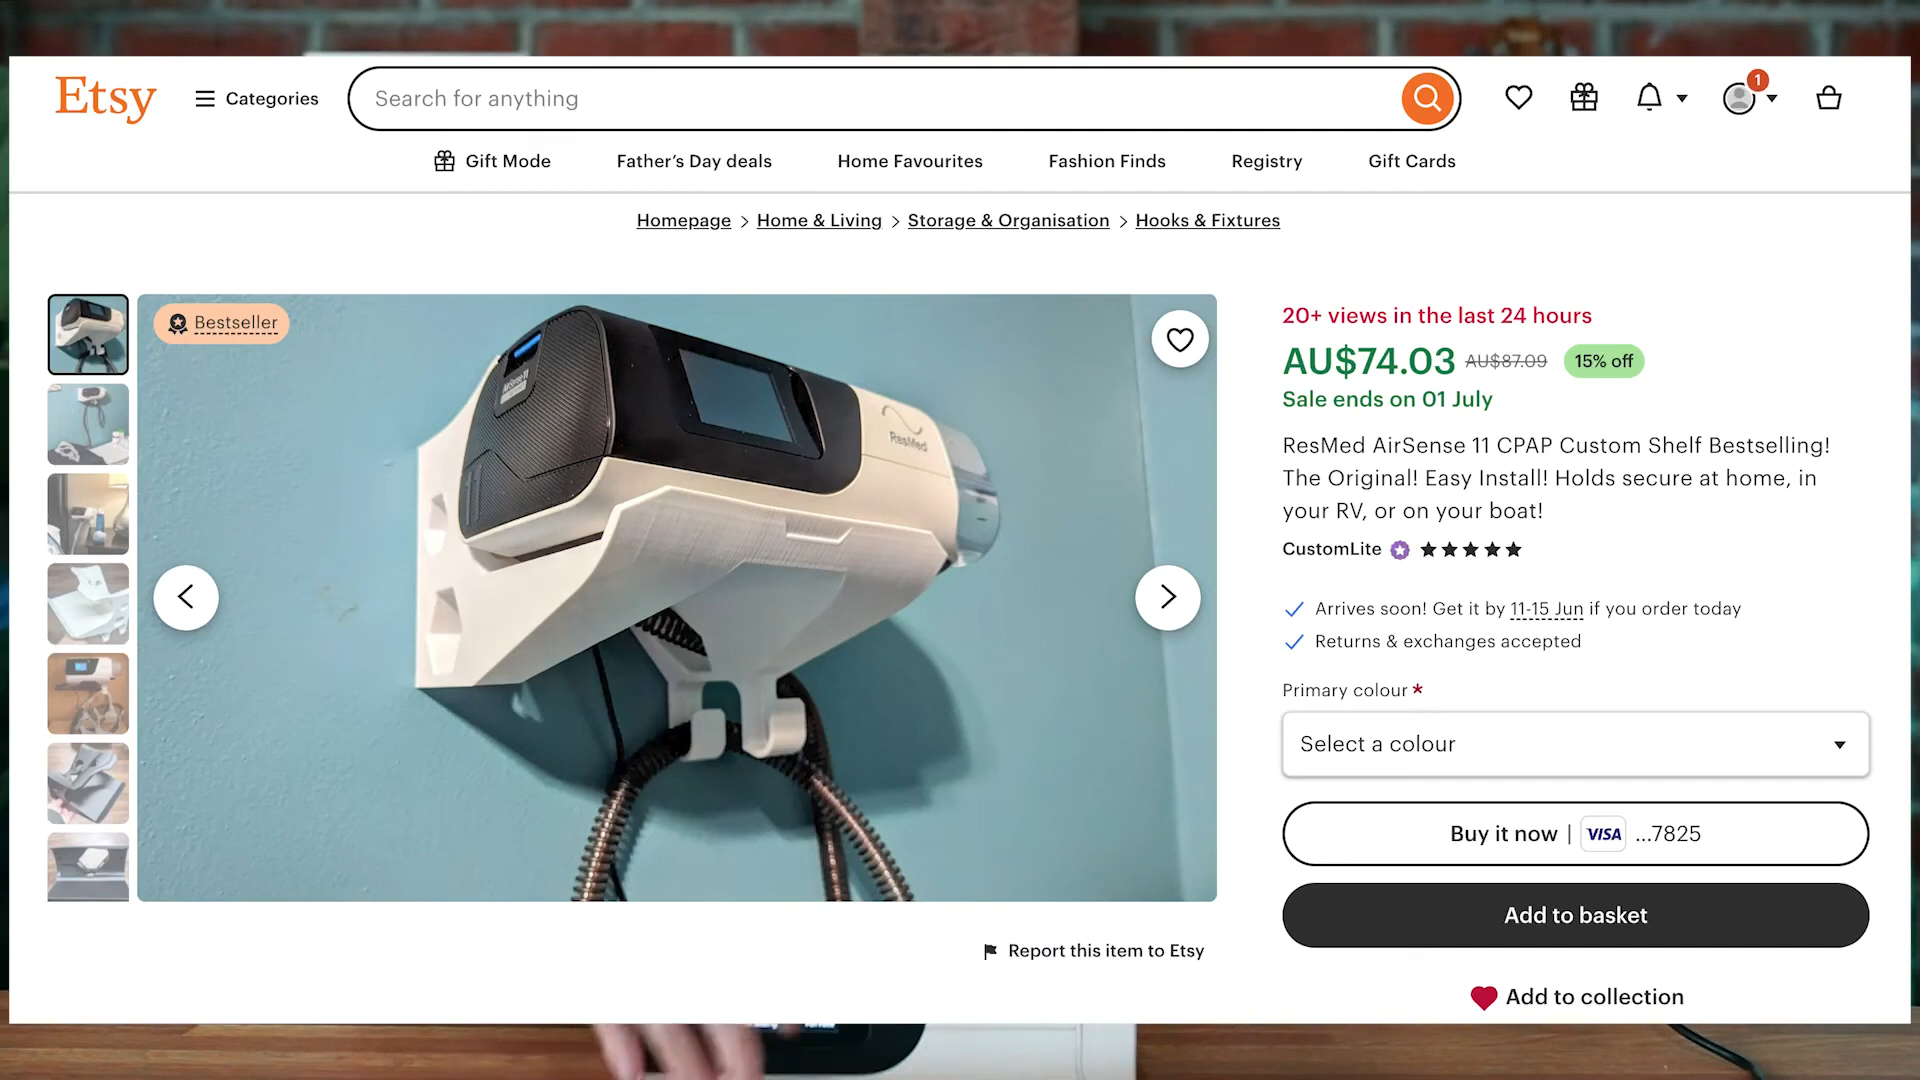 Etsy
Categories
Search for anything
1
Gift Mode
Father's Day deals
Home Favourites
Fashion Finds
Registry
Gift Cards
Homepage > Home & Living > Storage & Organisation > Hooks & Fixtures
Bestseller
AirSense 11
ResMed
20+ views in the last 24 hours
AU$74.03 AU$87.09 15% off
Sale ends on 01 July
ResMed AirSense 11 CPAP Custom Shelf Bestselling!
The Original! Easy Install! Holds secure at home, in
your RV, or on your boat!
CustomLite
Arrives soon! Get it by 11-15 Jun if you order today
Returns & exchanges accepted
Primary colour *
Select a colour
Buy it now | VISA ...7825
Add to basket
Add to collection
Report this item to Etsy